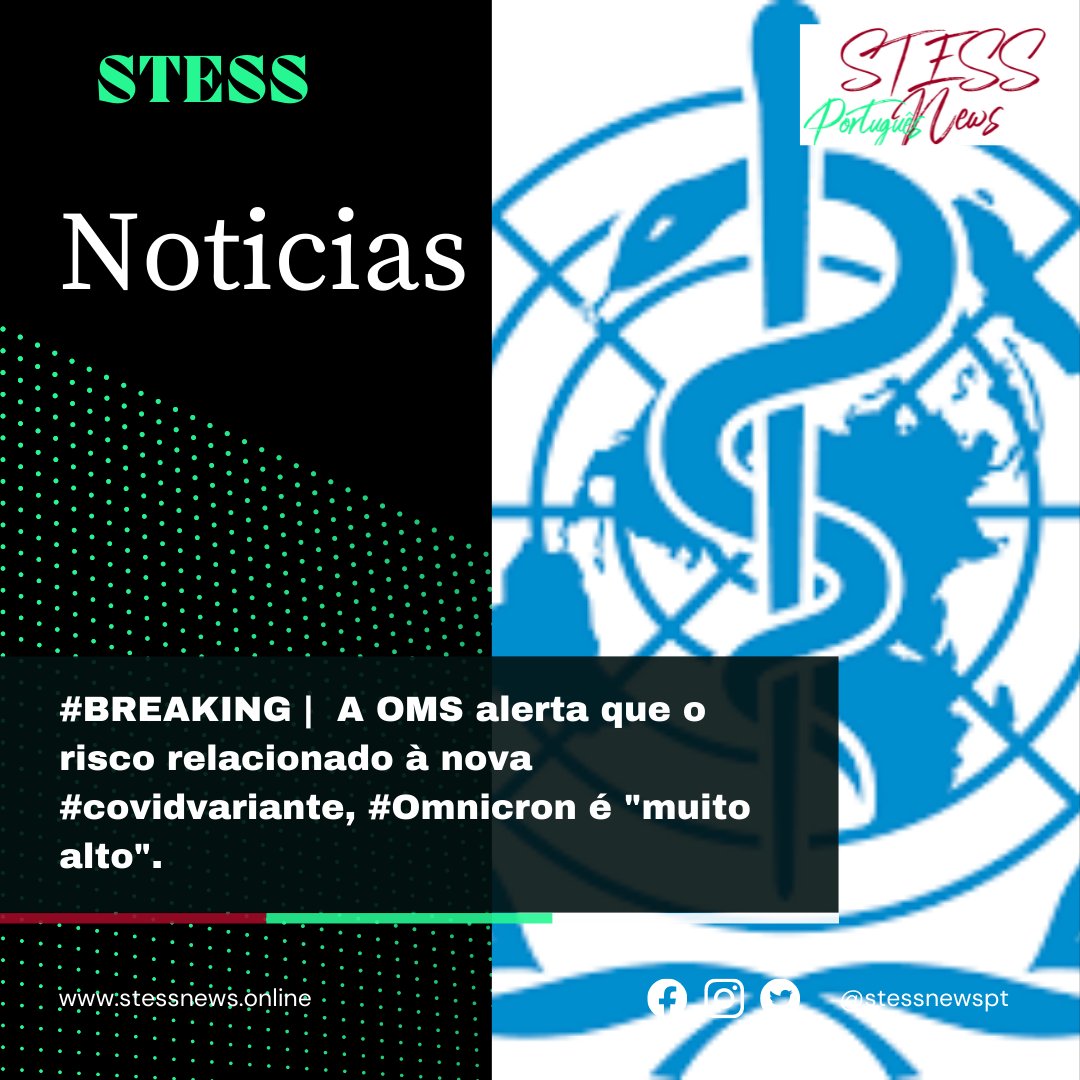 STESS
STESS
Português News
Noticias
#BREAKING | A OMS alerta que o
risco relacionado à nova
#covidvariante, #Omnicron é "muito
alto".
www.stessnews.online
@stessnewspt